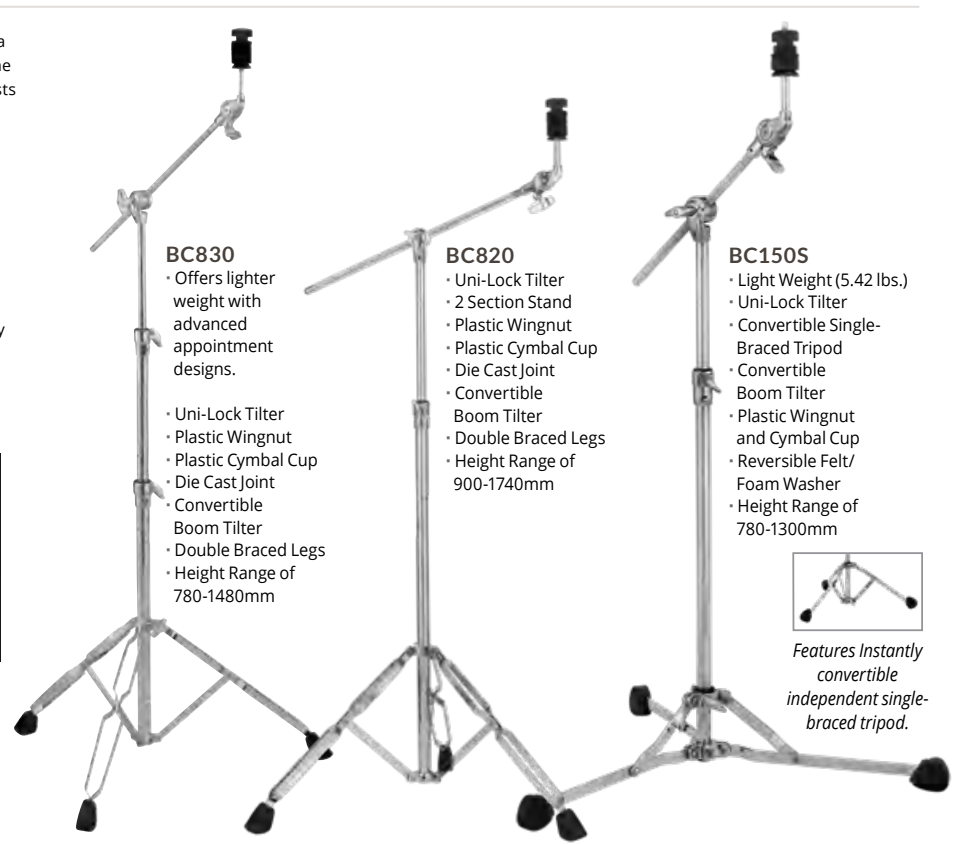 BC830
· Offers lighter
weight with
advanced
appointment
designs.
· Uni-Lock Tilter
· Plastic Wingnut
· Plastic Cymbal Cup
· Die Cast Joint
· Convertible
Boom Tilter
· Double Braced Legs
· Height Range of
780-1480mm
BC820
· Uni-Lock Tilter
· 2 Section Stand
· Plastic Wingnut
· Plastic Cymbal Cup
· Die Cast Joint
· Convertible
Boom Tilter
· Double Braced Legs
· Height Range of
900-1740mm
BC150S
· Light Weight (5.42 lbs.)
· Uni-Lock Tilter
· Convertible Single-
Braced Tripod
· Convertible
Boom Tilter
· Plastic Wingnut
and Cymbal Cup
· Reversible Felt/
Foam Washer
· Height Range of
780-1300mm
Features Instantly
convertible
independent single-
braced tripod.